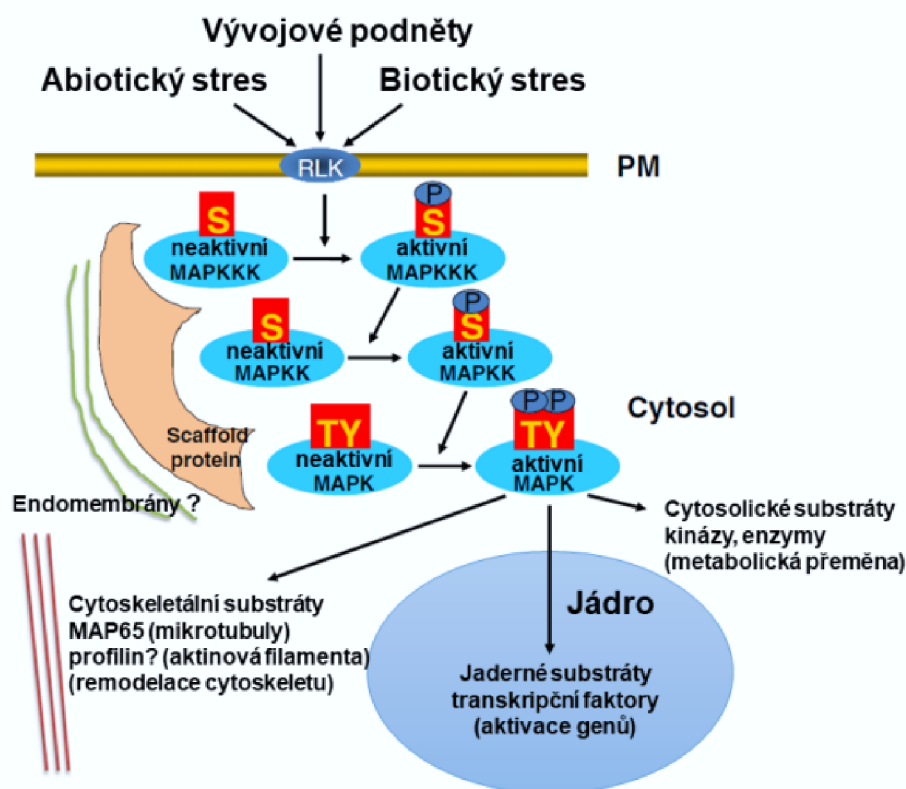 Vývojové podněty
Abiotický stres
Biotický stres
RLK
PM
S
neaktivní
MAPKKK
P
S
aktivní
MAPKKK
S
neaktivní
MAPKK
P
S
aktivní
MAPKK
Cytosol
Scaffold
protein
TY
neaktivní
MAPK
P P
TY
aktivní
MAPK
Endomembrány ?
Cytosolické substráty
kinázy, enzymy
(metabolická přeměna)
Cytoskeletální substráty
MAP65 (mikrotubuly)
profilin? (aktinová filamenta)
(remodelace cytoskeletu)
Jádro
Jaderné substráty
transkripční faktory
(aktivace genů)